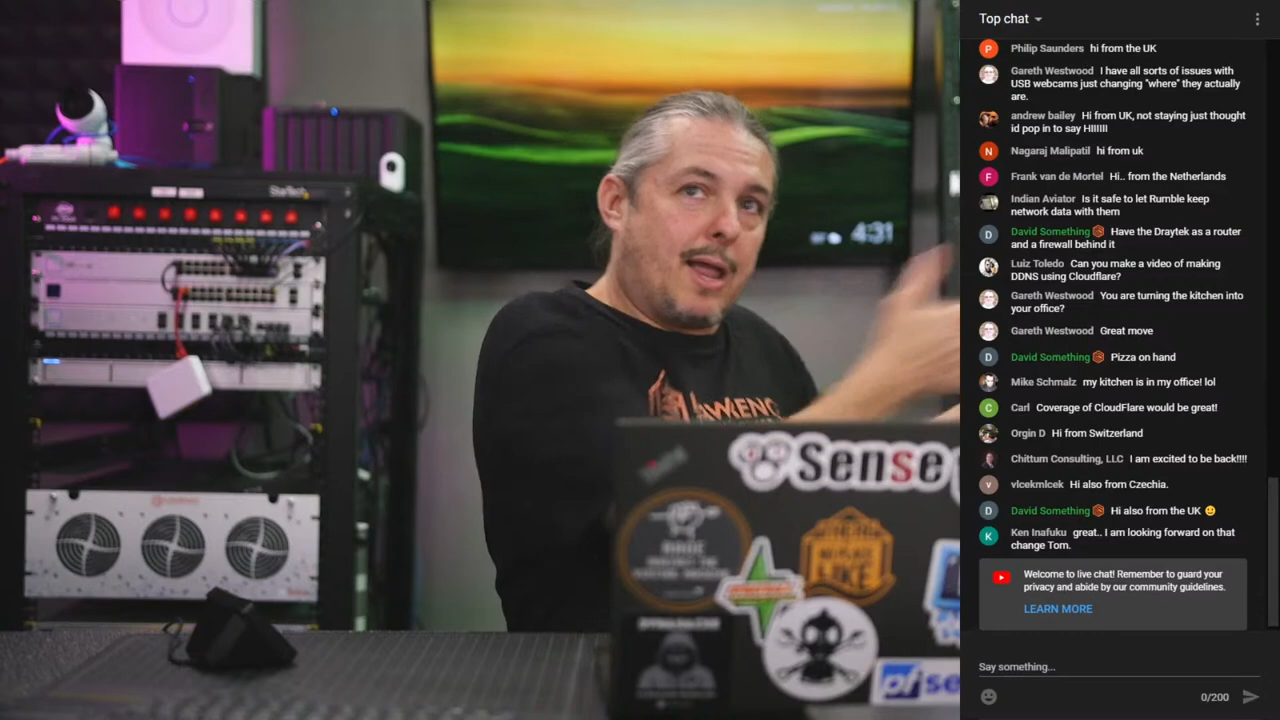 Top chat
Philip Saunders hi from the UK
Gareth Westwood I have all sorts of issues with
USB webcams just changing "where" they actually
are.
andrew bailey Hi from UK, not staying just thought
id pop in to say HIIIIII
Nagaraj Malipatil hi from uk
Frank van de Mortel Hi.. from the Netherlands
Indian Aviator Is it safe to let Rumble keep
network data with them
David Something Have the Draytek as a router
and a firewall behind it
Luiz Toledo Can you make a video of making
DDNS using Cloudflare?
Gareth Westwood You are turning the kitchen into
your office?
Gareth Westwood Great move
David Something Pizza on hand
Mike Schmalz my kitchen is in my office! lol
Carl Coverage of CloudFlare would be great!
Orgin D Hi from Switzerland
Chittum Consulting, LLC I am excited to be back!!!!
vlcekmlcek Hi also from Czechia.
David Something Hi also from the UK
Ken Inafuku great.. I am looking forward on that
change Tom.
Welcome to live chat! Remember to guard your
privacy and abide by our community guidelines.
LEARN MORE
Say something...
0/200
StarTech
4:31
Sense